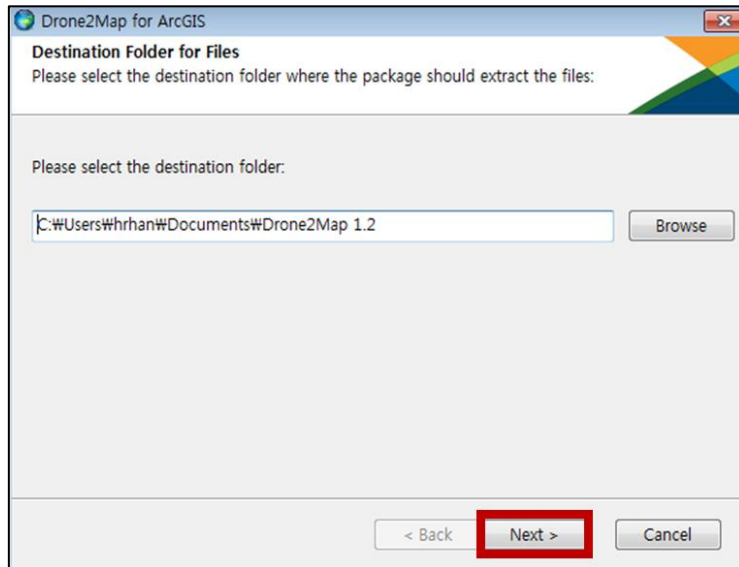 Drone2Map for ArcGIS
Destination Folder for Files
Please select the destination folder where the package should extract the files:
Please select the destination folder:
C:₩Users₩hrhan₩Documents₩Drone2Map 1.2
Browse
< Back
Next >
Cancel